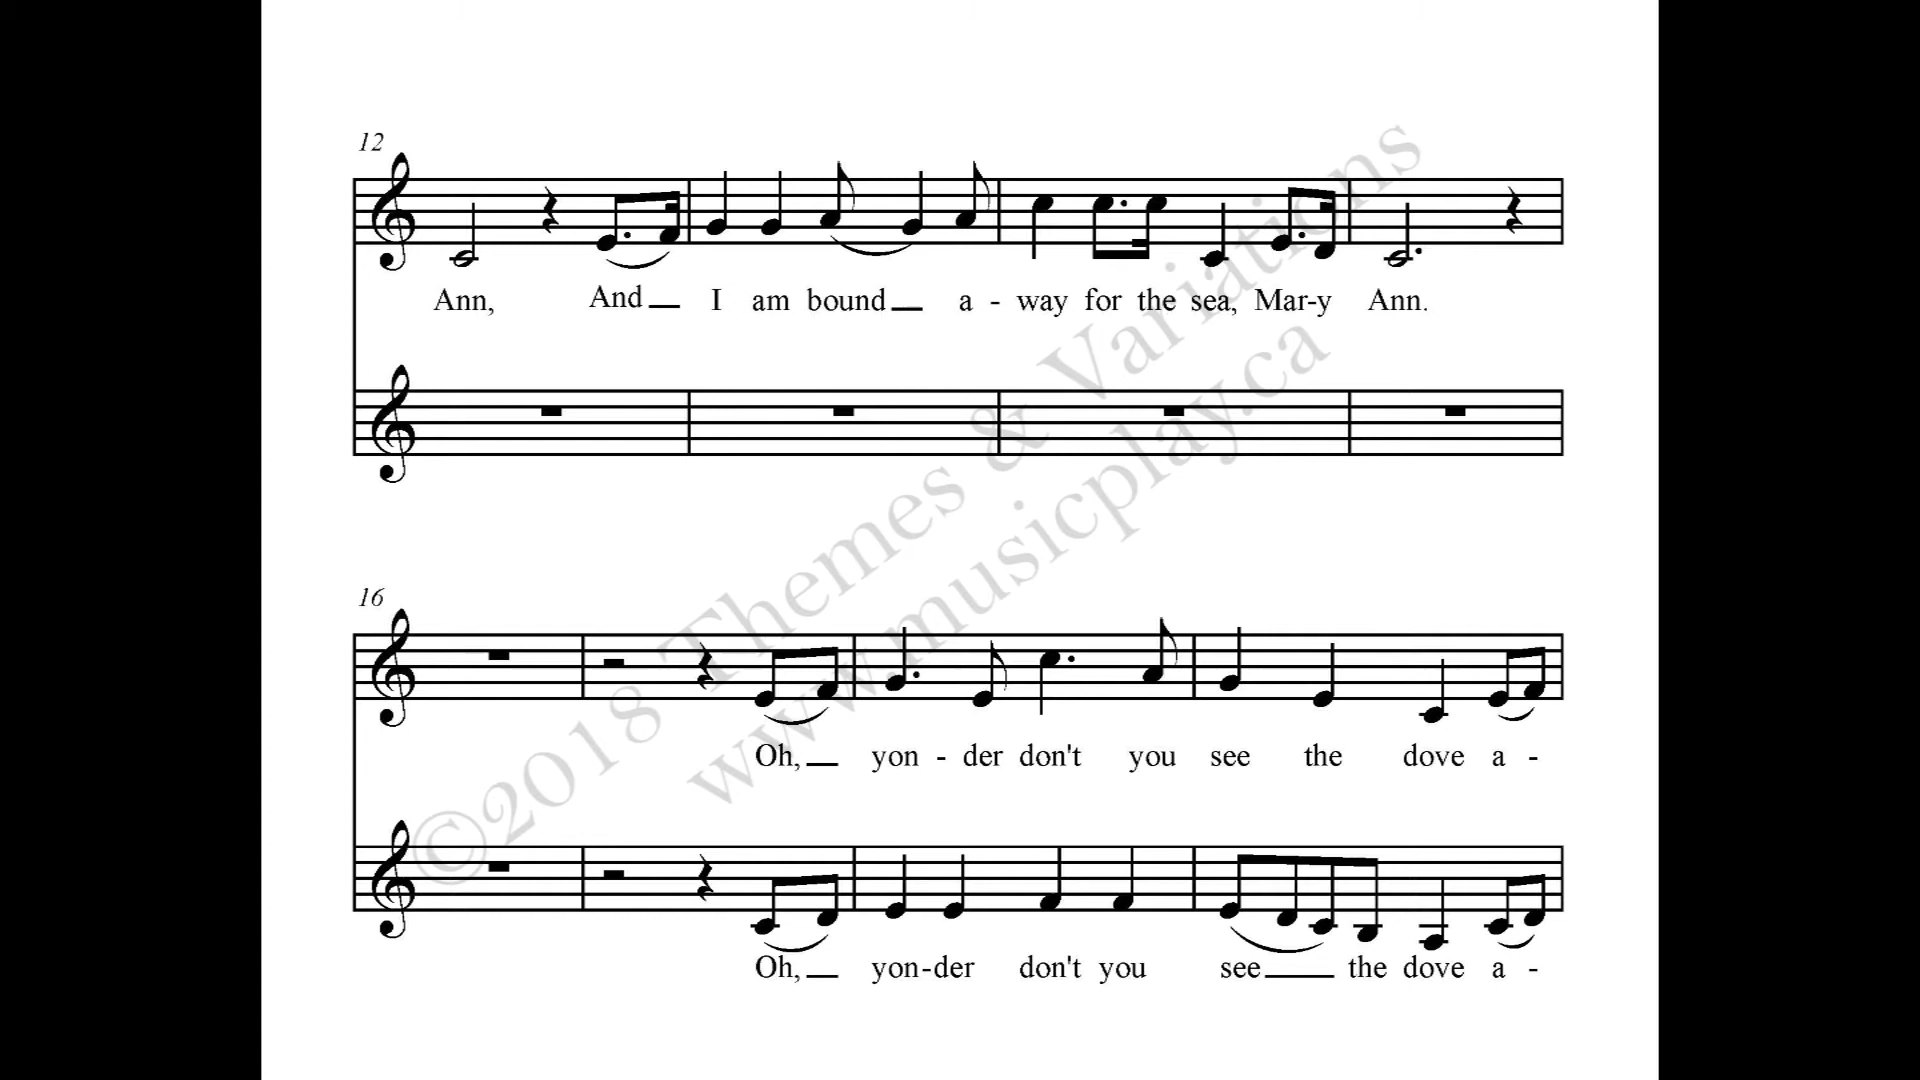 12
Ann, And I am bound a - way for the sea, Mar-y Ann.
16
Oh, yon - der don't you see the dove a -
Oh, yon-der don't you see the dove a -
©2018 Themes & Variations
www.musicplay.ca